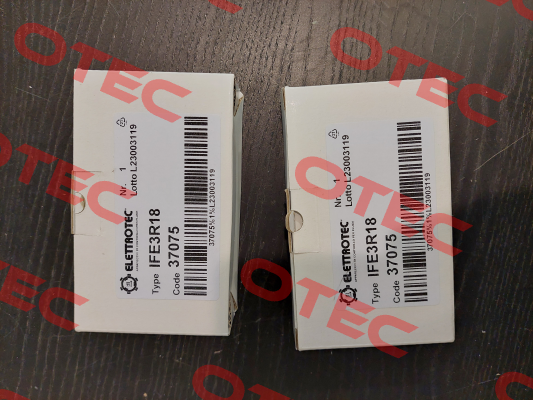 ELETTROTEC
Type IFE3R18 Nr. 1
Code 37075 Lotto L23003119
37075%1%L23003119
ELETTROTEC
Type IFE3R18 Nr. 1
Code 37075 Lotto L23003119
37075%1%L23003119
OTEC
OTEC
OTEC
OTEC
OTEC
OTEC